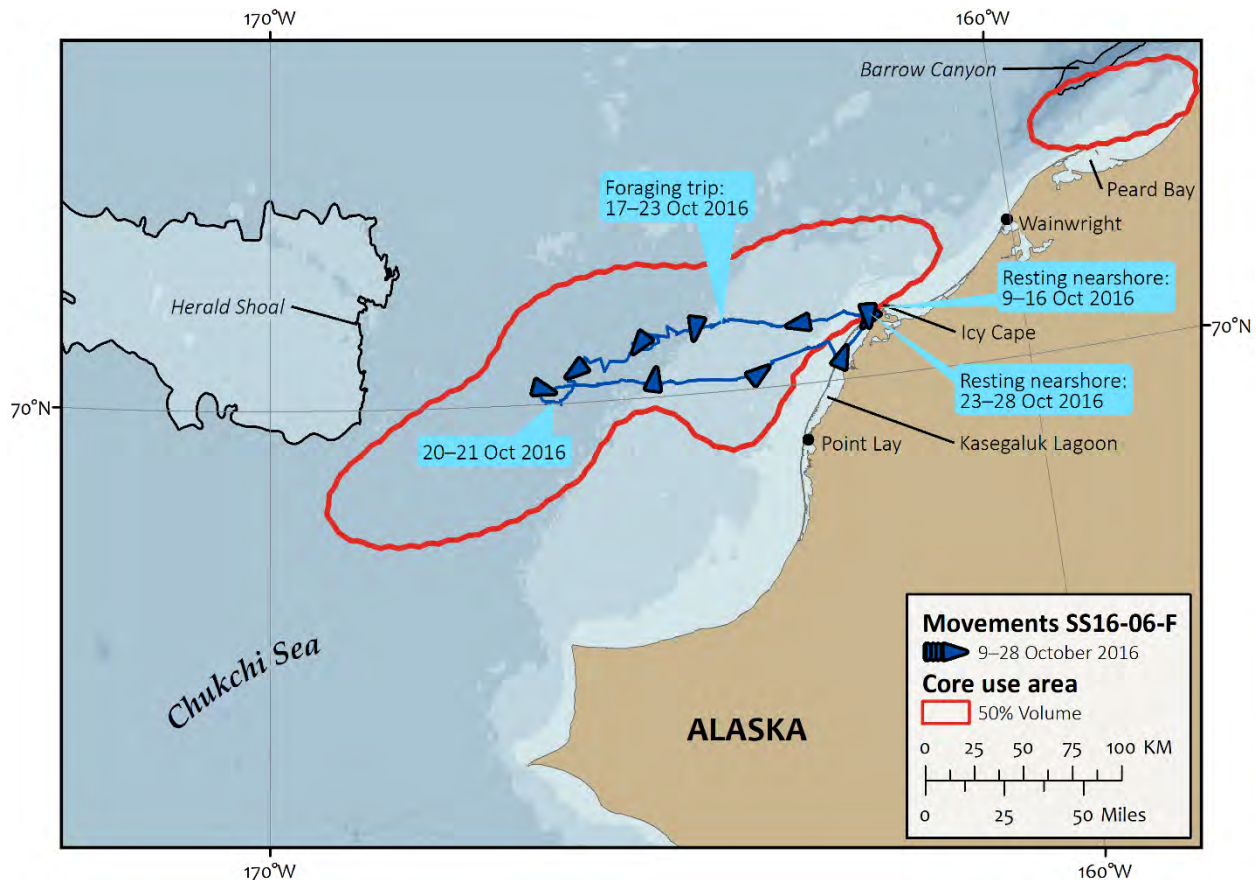 170°W
160°W
Barrow Canyon
Peard Bay
Foraging trip:
17–23 Oct 2016
Wainwright
Resting nearshore:
9–16 Oct 2016
Herald Shoal
Icy Cape
70°N
Resting nearshore:
23–28 Oct 2016
70°N
20–21 Oct 2016
Point Lay
Kasegaluk Lagoon
Chukchi Sea
ALASKA
Movements SS16-06-F
9–28 October 2016
Core use area
50% Volume
0 25 50 75 100 KM
0 25 50 Miles
170°W
160°W